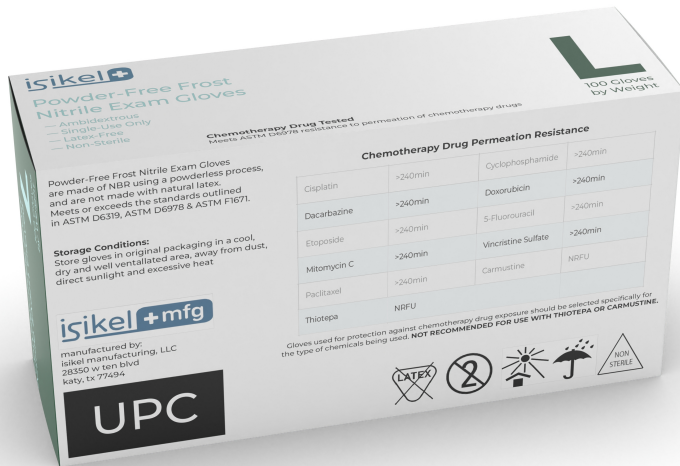 isikel
Powder-Free Frost
Nitrile Exam Gloves
— Ambidextrous
— Single-Use Only
— Latex-Free
— Non-Sterile
L
100 Gloves
by Weight
Chemotherapy Drug Tested
Meets ASTM D6978 resistance to permeation of chemotherapy drugs
Powder-Free Frost Nitrile Exam Gloves
are made of NBR using a powderless process,
and are not made with natural latex.
Meets or exceeds the standards outlined
in ASTM D6319, ASTM D6978 & ASTM F1671.
Storage Conditions:
Store gloves in original packaging in a cool,
dry and well ventallated area, away from dust,
direct sunlight and excessive heat
isikel + mfg
manufactured by:
isikel manufacturing, LLC
28350 w ten blvd
katy, tx 77494
UPC
Chemotherapy Drug Permeation Resistance
Cisplatin >240min Cyclophosphamide >240min
Dacarbazine >240min Doxorubicin >240min
Etoposide >240min 5-Fluorouracil >240min
Mitomycin C >240min Vincristine Sulfate >240min
Paclitaxel >240min Carmustine NRFU
Thiotepa NRFU
Gloves used for protection against chemotherapy drug exposure should be selected specifically for
the type of chemicals being used. NOT RECOMMENDED FOR USE WITH THIOTEPA OR CARMUSTINE.
LATEX
2
NON
STERILE